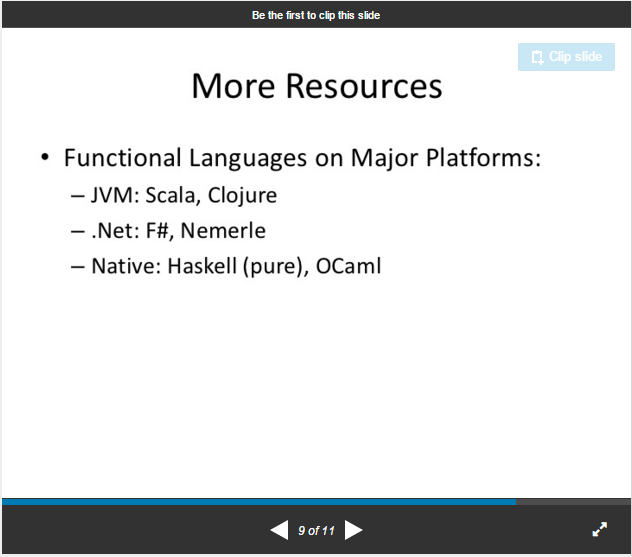 Be the first to clip this slide
Clip slide
More Resources
• Functional Languages on Major Platforms:
– JVM: Scala, Clojure
– .Net: F#, Nemerle
– Native: Haskell (pure), OCaml
9 of 11